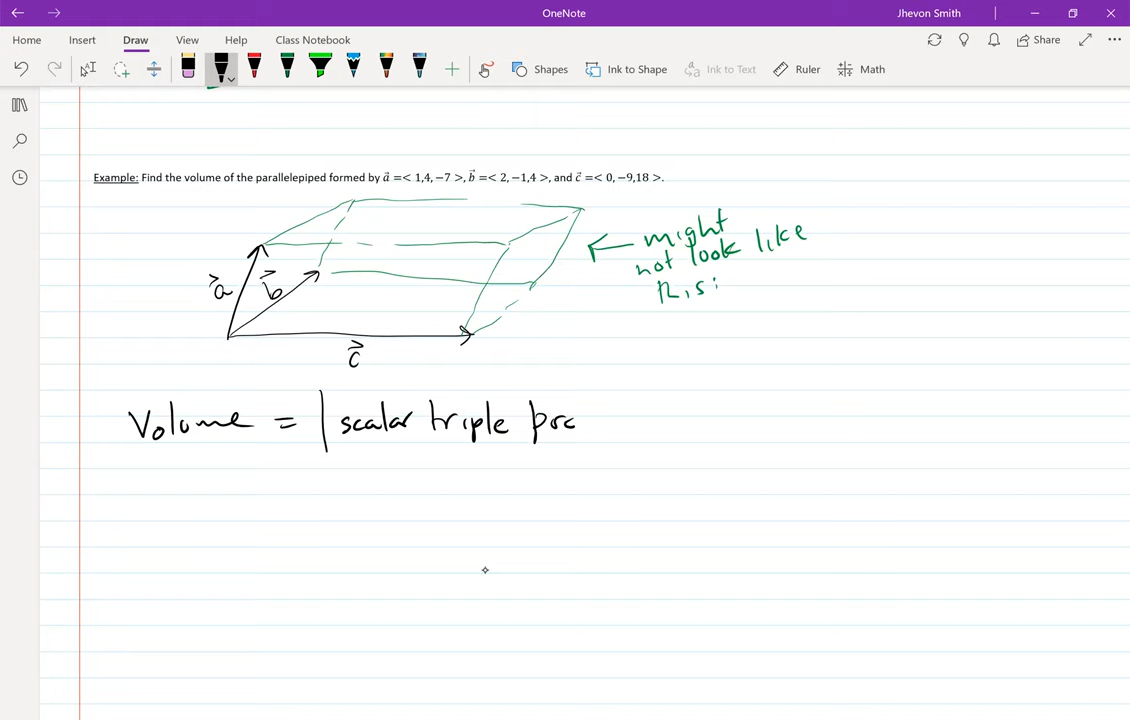 OneNote
Jhevon Smith
Home Insert Draw View Help Class Notebook
Share
Shapes Ink to Shape Ink to Text Ruler Math
Example: Find the volume of the parallelepiped formed by a⃗ =< 1,4, −7 >, b⃗ =< 2, −1,4 >, and c⃗ =< 0, −9,18 >.
might
not look like
this:
a⃗ b⃗
c⃗
Volume = | scalar triple pro